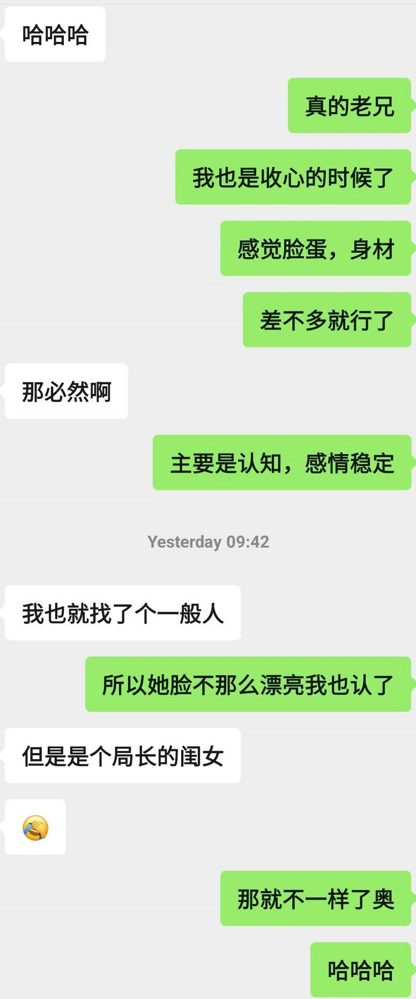 哈哈哈
真的老兄
我也是收心的时候了
感觉脸蛋，身材
差不多就行了
那必然啊
主要是认知，感情稳定
Yesterday 09:42
我也就找了个一般人
所以她脸不那么漂亮我也认了
但是是个局长的闺女
🤣
那就不一样了奥
哈哈哈